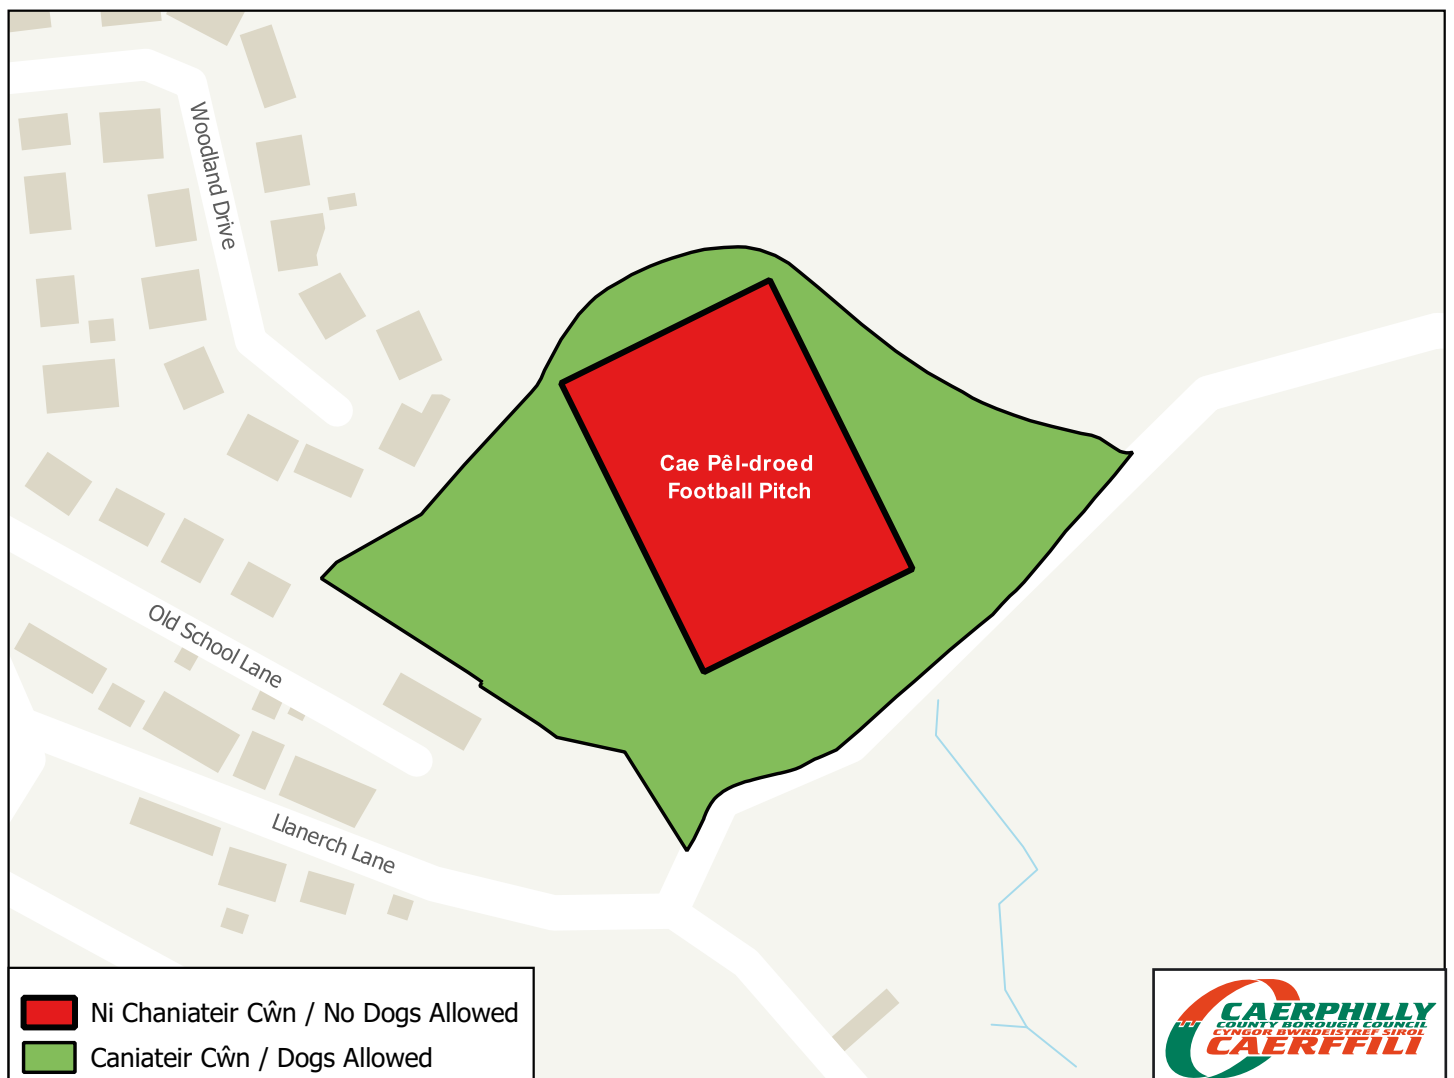 Woodland Drive
Cae Pêl-droed
Football Pitch
Old School Lane
Llanerch Lane
Ni Chaniateir Cŵn / No Dogs Allowed
Caniateir Cŵn / Dogs Allowed
CAERPHILLY
COUNTY BOROUGH COUNCIL
CYNGOR BWRDEISTREF SIROL
CAERFFILI